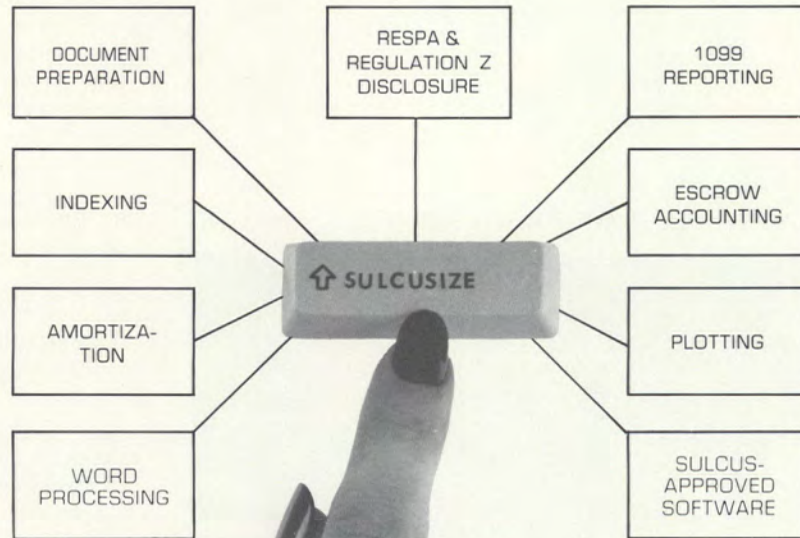 DOCUMENT
PREPARATION
RESPA &
REGULATION Z
DISCLOSURE
1099
REPORTING
INDEXING
ESCROW
ACCOUNTING
⇧ SULCUSIZE
AMORTIZA-
TION
PLOTTING
WORD
PROCESSING
SULCUS-
APPROVED
SOFTWARE